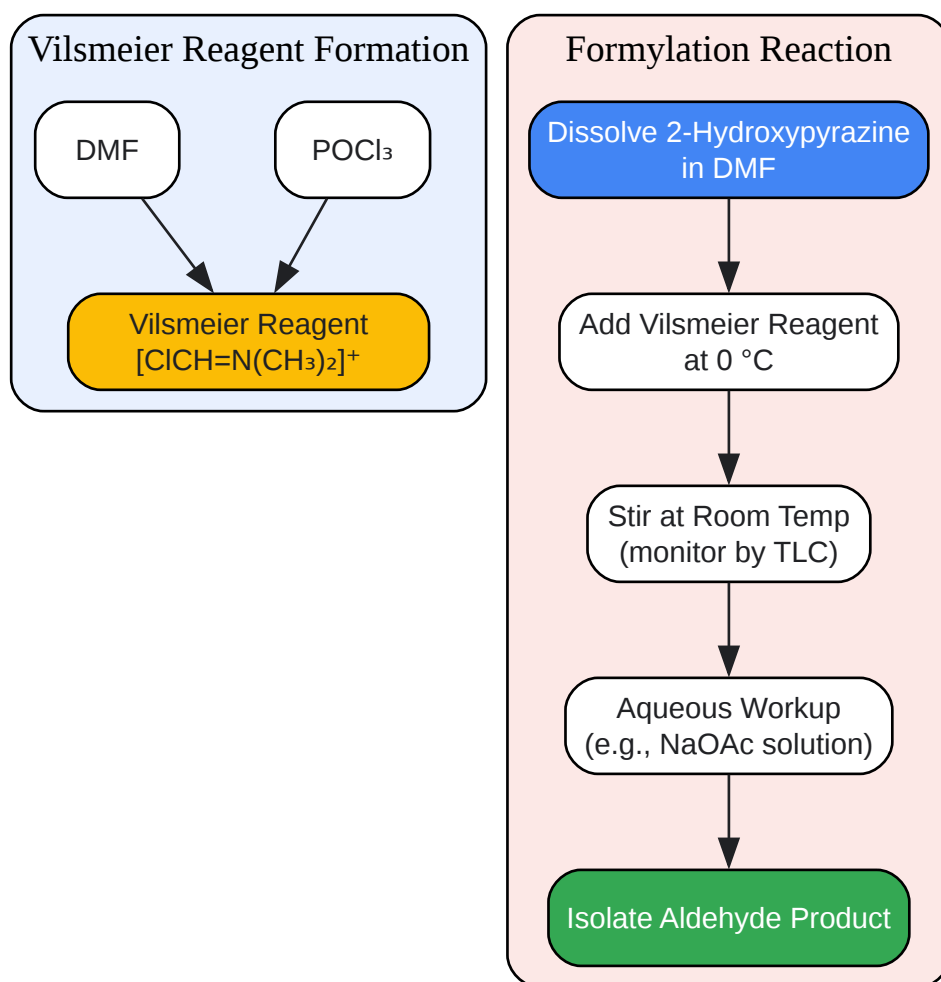 Vilsmeier Reagent Formation
DMF
POCl₃
Vilsmeier Reagent
[ClCH=N(CH₃)₂]⁺
Formylation Reaction
Dissolve 2-Hydroxypyrazine
in DMF
Add Vilsmeier Reagent
at 0 °C
Stir at Room Temp
(monitor by TLC)
Aqueous Workup
(e.g., NaOAc solution)
Isolate Aldehyde Product